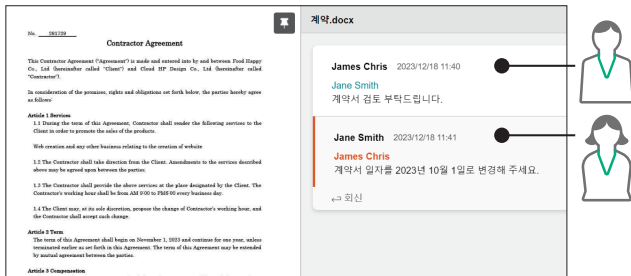 No. 281739
Contractor Agreement
This Contractor Agreement ("Agreement") is made and entered into by and between Food Happy
Co., Ltd (hereinafter called "Client") and Cloud HP Design Co., Ltd (hereinafter called
"Contractor").
In consideration of the premises, rights and obligations set forth below, the parties hereby agree
as follows:
Article 1 Services
1.1 During the term of this Agreement, Contractor shall render the following services to the
Client in order to promote the sales of the products.
Web creation and any other business relating to the creation of website
1.2 The Contractor shall take direction from the Client. Amendments to the services described
above may be agreed upon between the parties.
1.3 The Contractor shall provide the above services at the place designated by the Client. The
Contractor's working hour shall be from AM 9:00 to PM6:00 every business day.
1.4 The Client may, at its sole discretion, propose the change of Contractor's working hour, and
the Contractor shall accept such change.
Article 2 Term
The term of this Agreement shall begin on November 1, 2023 and continue for one year, unless
terminated earlier as set forth in this Agreement. The term of this Agreement may be extended
by mutual agreement between the parties.
Article 3 Compensation
계약.docx
James Chris 2023/12/18 11:40
Jane Smith
계약서 검토 부탁드립니다.
Jane Smith 2023/12/18 11:41
James Chris
계약서 일자를 2023년 10월 1일로 변경해 주세요.
회신